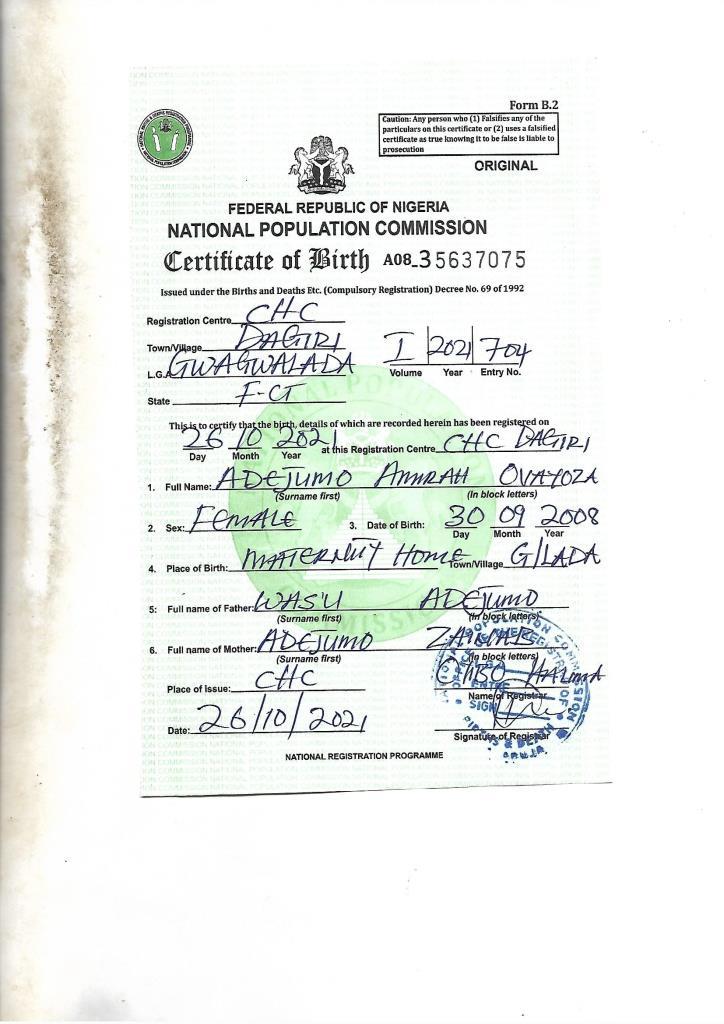 Form B.2
Caution: Any person who (1) Falsifies any of the
particulars on this certificate or (2) uses a falsified
certificate as true knowing it to be false is liable to
prosecution
ORIGINAL
FEDERAL REPUBLIC OF NIGERIA
NATIONAL POPULATION COMMISSION
Certificate of Birth A08_35637075
Issued under the Births and Deaths Etc. (Compulsory Registration) Decree No. 69 of 1992
Registration Centre CHC
Town/Village DAGIRI
L.G.A GWAGWALADA
I 2021 704
Volume Year Entry No.
State F-CT
This is to certify that the birth, details of which are recorded herein has been registered on
26 10 2021 at this Registration Centre CHC DAGIRI
Day Month Year
1. Full Name: ADEJUMO OVAYOZA
(Surname first) (In block letters)
2. Sex: FEMALE 3. Date of Birth: 30 09 2008
Day Month Year
4. Place of Birth: MATERNITY HOME Town/Village G/LADA
5: Full name of Father: WASIU ADEJUMO
(Surname first) (In block letters)
6. Full name of Mother: ADEJUMO
(Surname first) (In block letters)
Place of Issue: CHC
Name of Registrar
Date: 26/10/2021
Signature of Registrar
NATIONAL REGISTRATION PROGRAMME